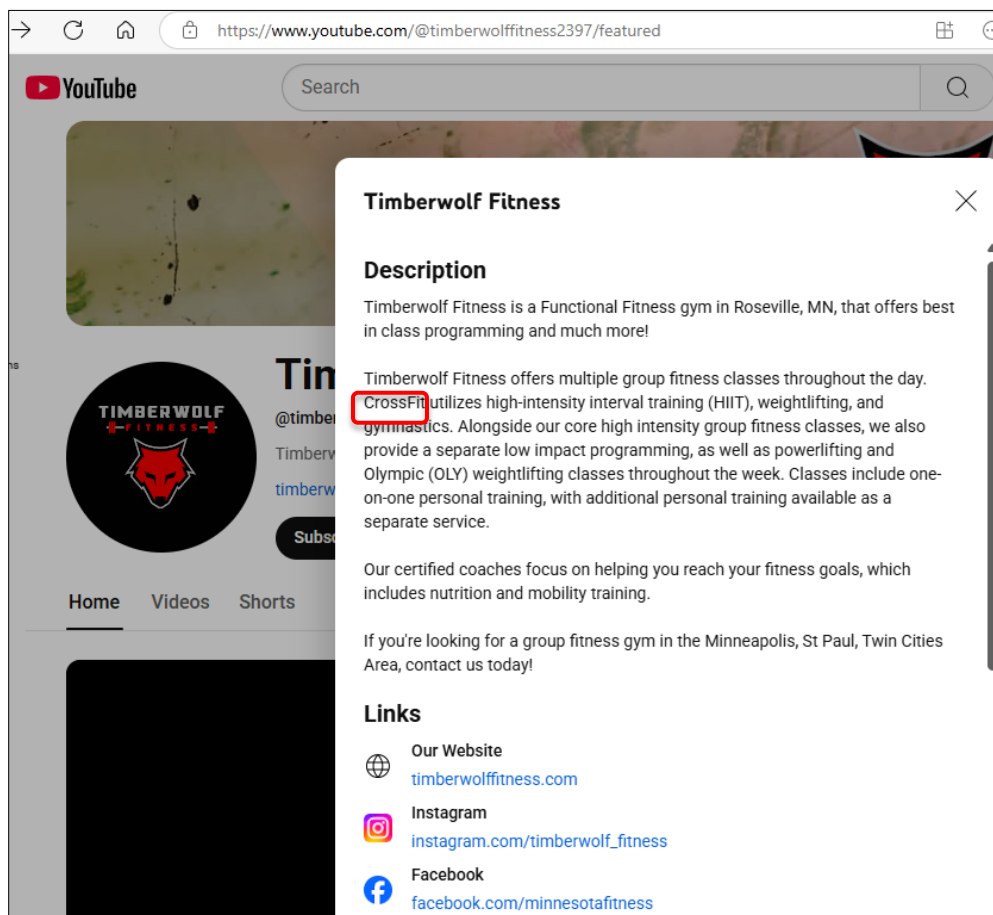 https://www.youtube.com/@timberwolffitness2397/featured
YouTube
Search
Timberwolf Fitness
Description
Timberwolf Fitness is a Functional Fitness gym in Roseville, MN, that offers best
in class programming and much more!
Timberwolf Fitness offers multiple group fitness classes throughout the day.
CrossFit utilizes high-intensity interval training (HIIT), weightlifting, and
gymnastics. Alongside our core high intensity group fitness classes, we also
provide a separate low impact programming, as well as powerlifting and
Olympic (OLY) weightlifting classes throughout the week. Classes include one-
on-one personal training, with additional personal training available as a
separate service.
Our certified coaches focus on helping you reach your fitness goals, which
includes nutrition and mobility training.
If you're looking for a group fitness gym in the Minneapolis, St Paul, Twin Cities
Area, contact us today!
Links
Our Website
timberwolffitness.com
Instagram
instagram.com/timberwolf_fitness
Facebook
facebook.com/minnesotafitness
TIMBERWOLF
FITNESS
Tim
@timber
Timberw
timberw
Subsc
Home Videos Shorts